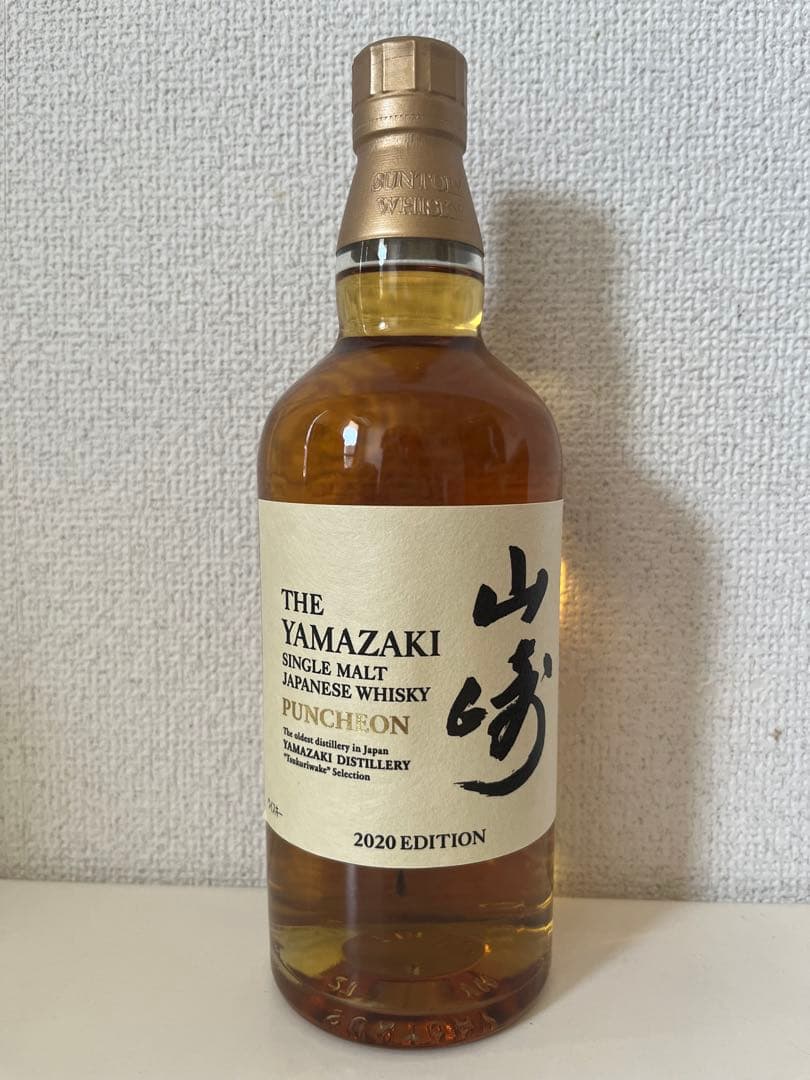 SUNTORY
WHISKY
THE
YAMAZAKI
SINGLE MALT
JAPANESE WHISKY
PUNCHEON
The oldest distillery in Japan
YAMAZAKI DISTILLERY
"Tsukuriwake" Selection
山崎
2020 EDITION